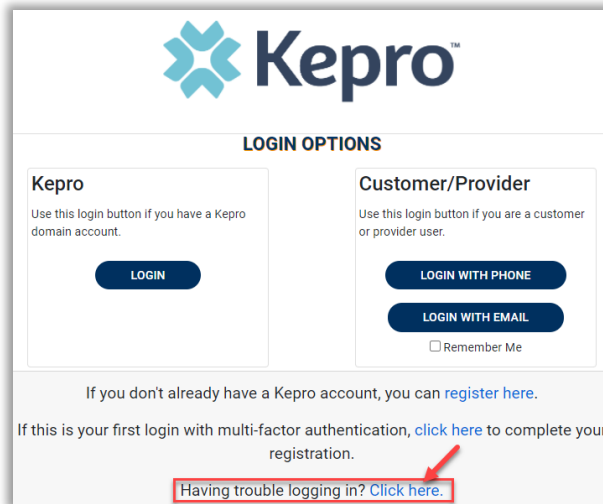 Kepro™
LOGIN OPTIONS
Kepro
Use this login button if you have a Kepro
domain account.
LOGIN
Customer/Provider
Use this login button if you are a customer
or provider user.
LOGIN WITH PHONE
LOGIN WITH EMAIL
Remember Me
If you don't already have a Kepro account, you can register here.
If this is your first login with multi-factor authentication, click here to complete your
registration.
Having trouble logging in? Click here.